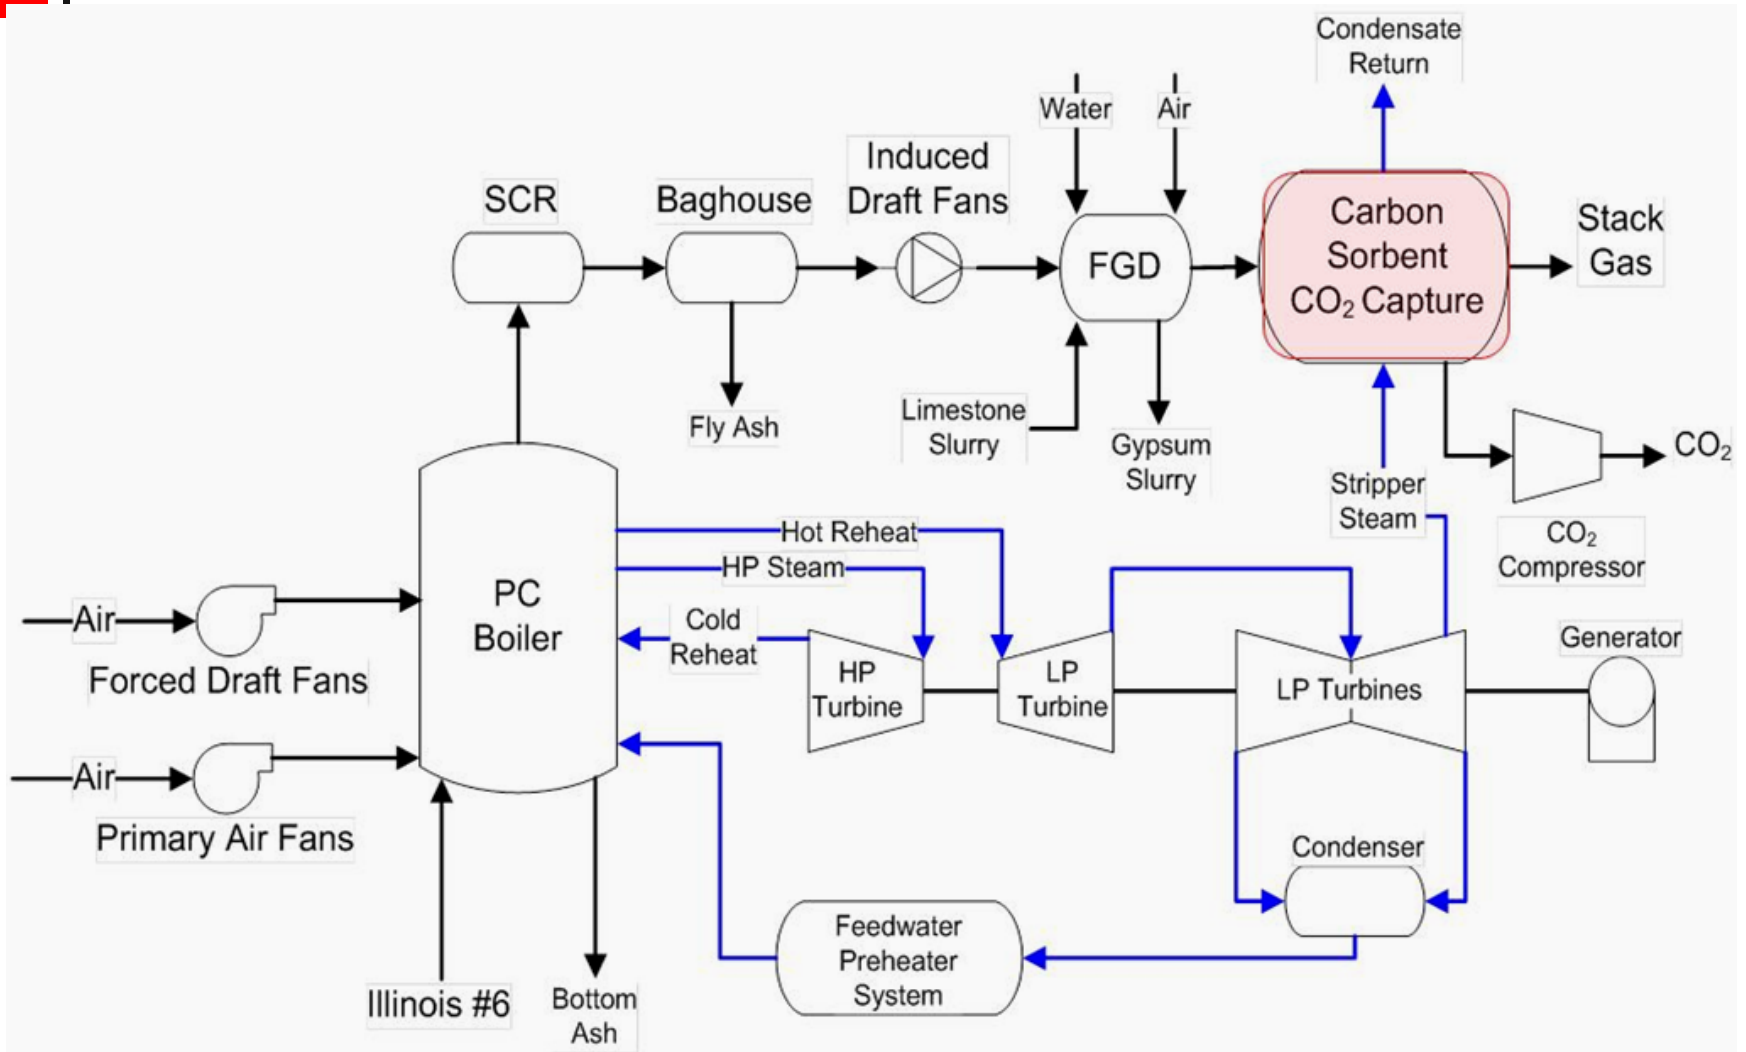 Condensate
Return
Water
Air
Induced
Draft Fans
SCR
Baghouse
FGD
Carbon
Sorbent
CO₂ Capture
Stack
Gas
Fly Ash
Limestone
Slurry
Gypsum
Slurry
Stripper
Steam
CO₂
CO₂
Compressor
Hot Reheat
HP Steam
Cold
Reheat
PC
Boiler
Air
Forced Draft Fans
HP
Turbine
LP
Turbine
LP Turbines
Generator
Air
Primary Air Fans
Condenser
Feedwater
Preheater
System
Illinois #6
Bottom
Ash